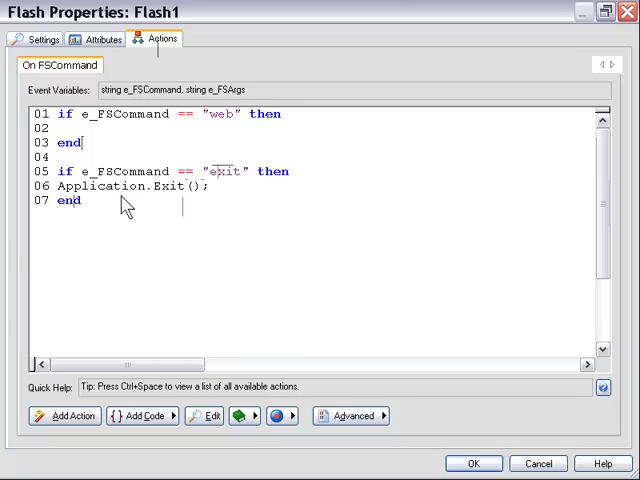 Flash Properties: Flash1
Settings Attributes Actions
On FSCommand
Event Variables: string e_FSCommand, string e_FSArgs
01 if e_FSCommand == "web" then
02
03 end
04
05 if e_FSCommand == "exit" then
06 Application.Exit();
07 end
Quick Help: Tip: Press Ctrl+Space to view a list of all available actions.
Add Action {} Add Code Edit Advanced
OK Cancel Help